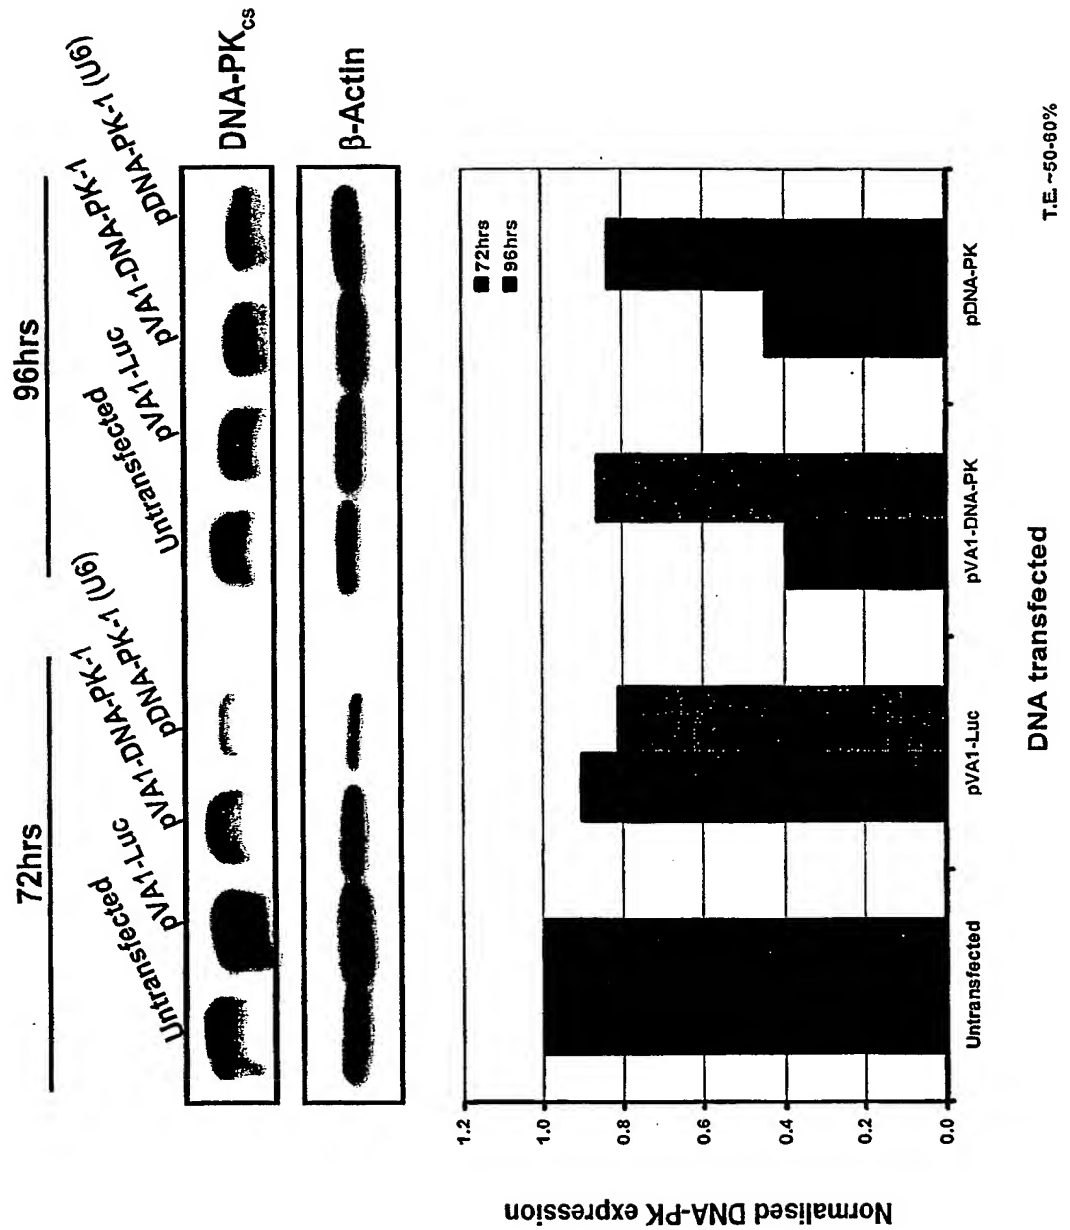 72hrs
96hrs
Untransfected
pVA1-Luc
pVA1-DNA-PK-1
pDNA-PK-1 (U6)
Untransfected
pVA1-Luc
pVA1-DNA-PK-1
pDNA-PK-1 (U6)
DNA-PKcs
β-Actin
Normalised DNA-PK expression
1.2
1.0
0.8
0.6
0.4
0.2
0.0
72hrs
96hrs
Untransfected
pVA1-Luc
pVA1-DNA-PK
pDNA-PK
DNA transfected
T.E. ~50-60%